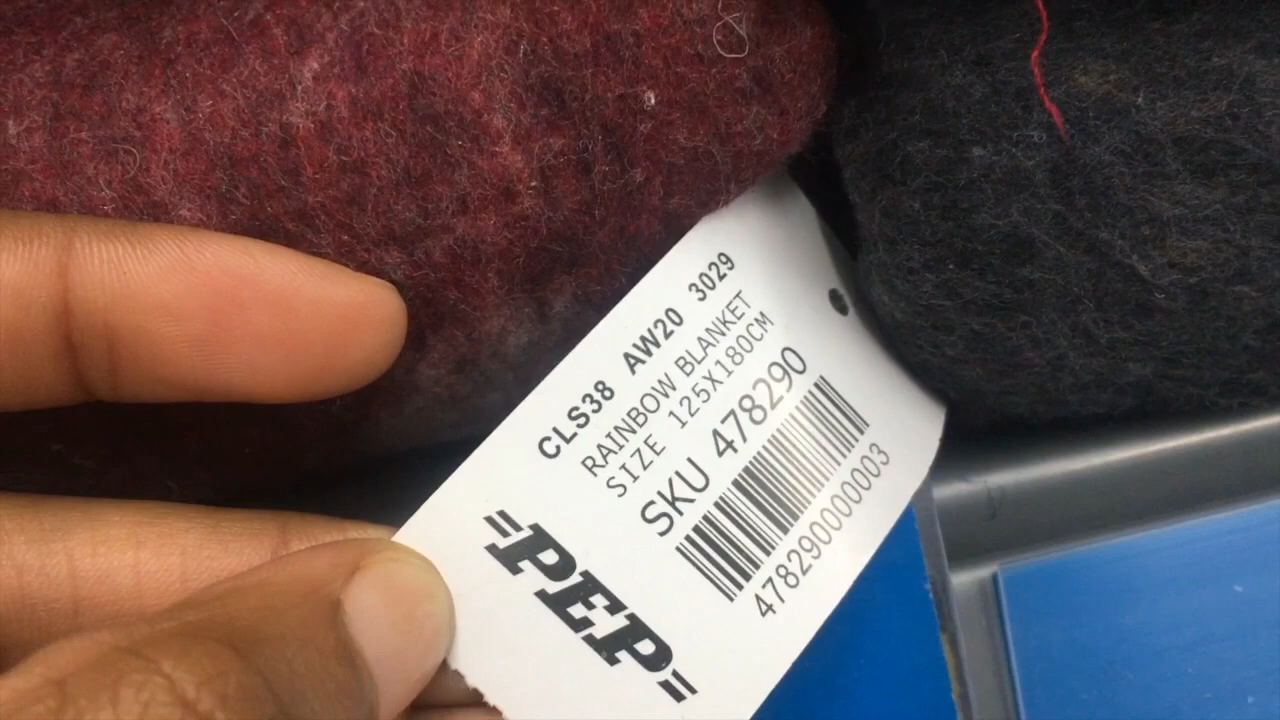 CLS38 AW20 3029
RAINBOW BLANKET
SIZE 125X180CM
SKU 478290
478290000003
=PEP=